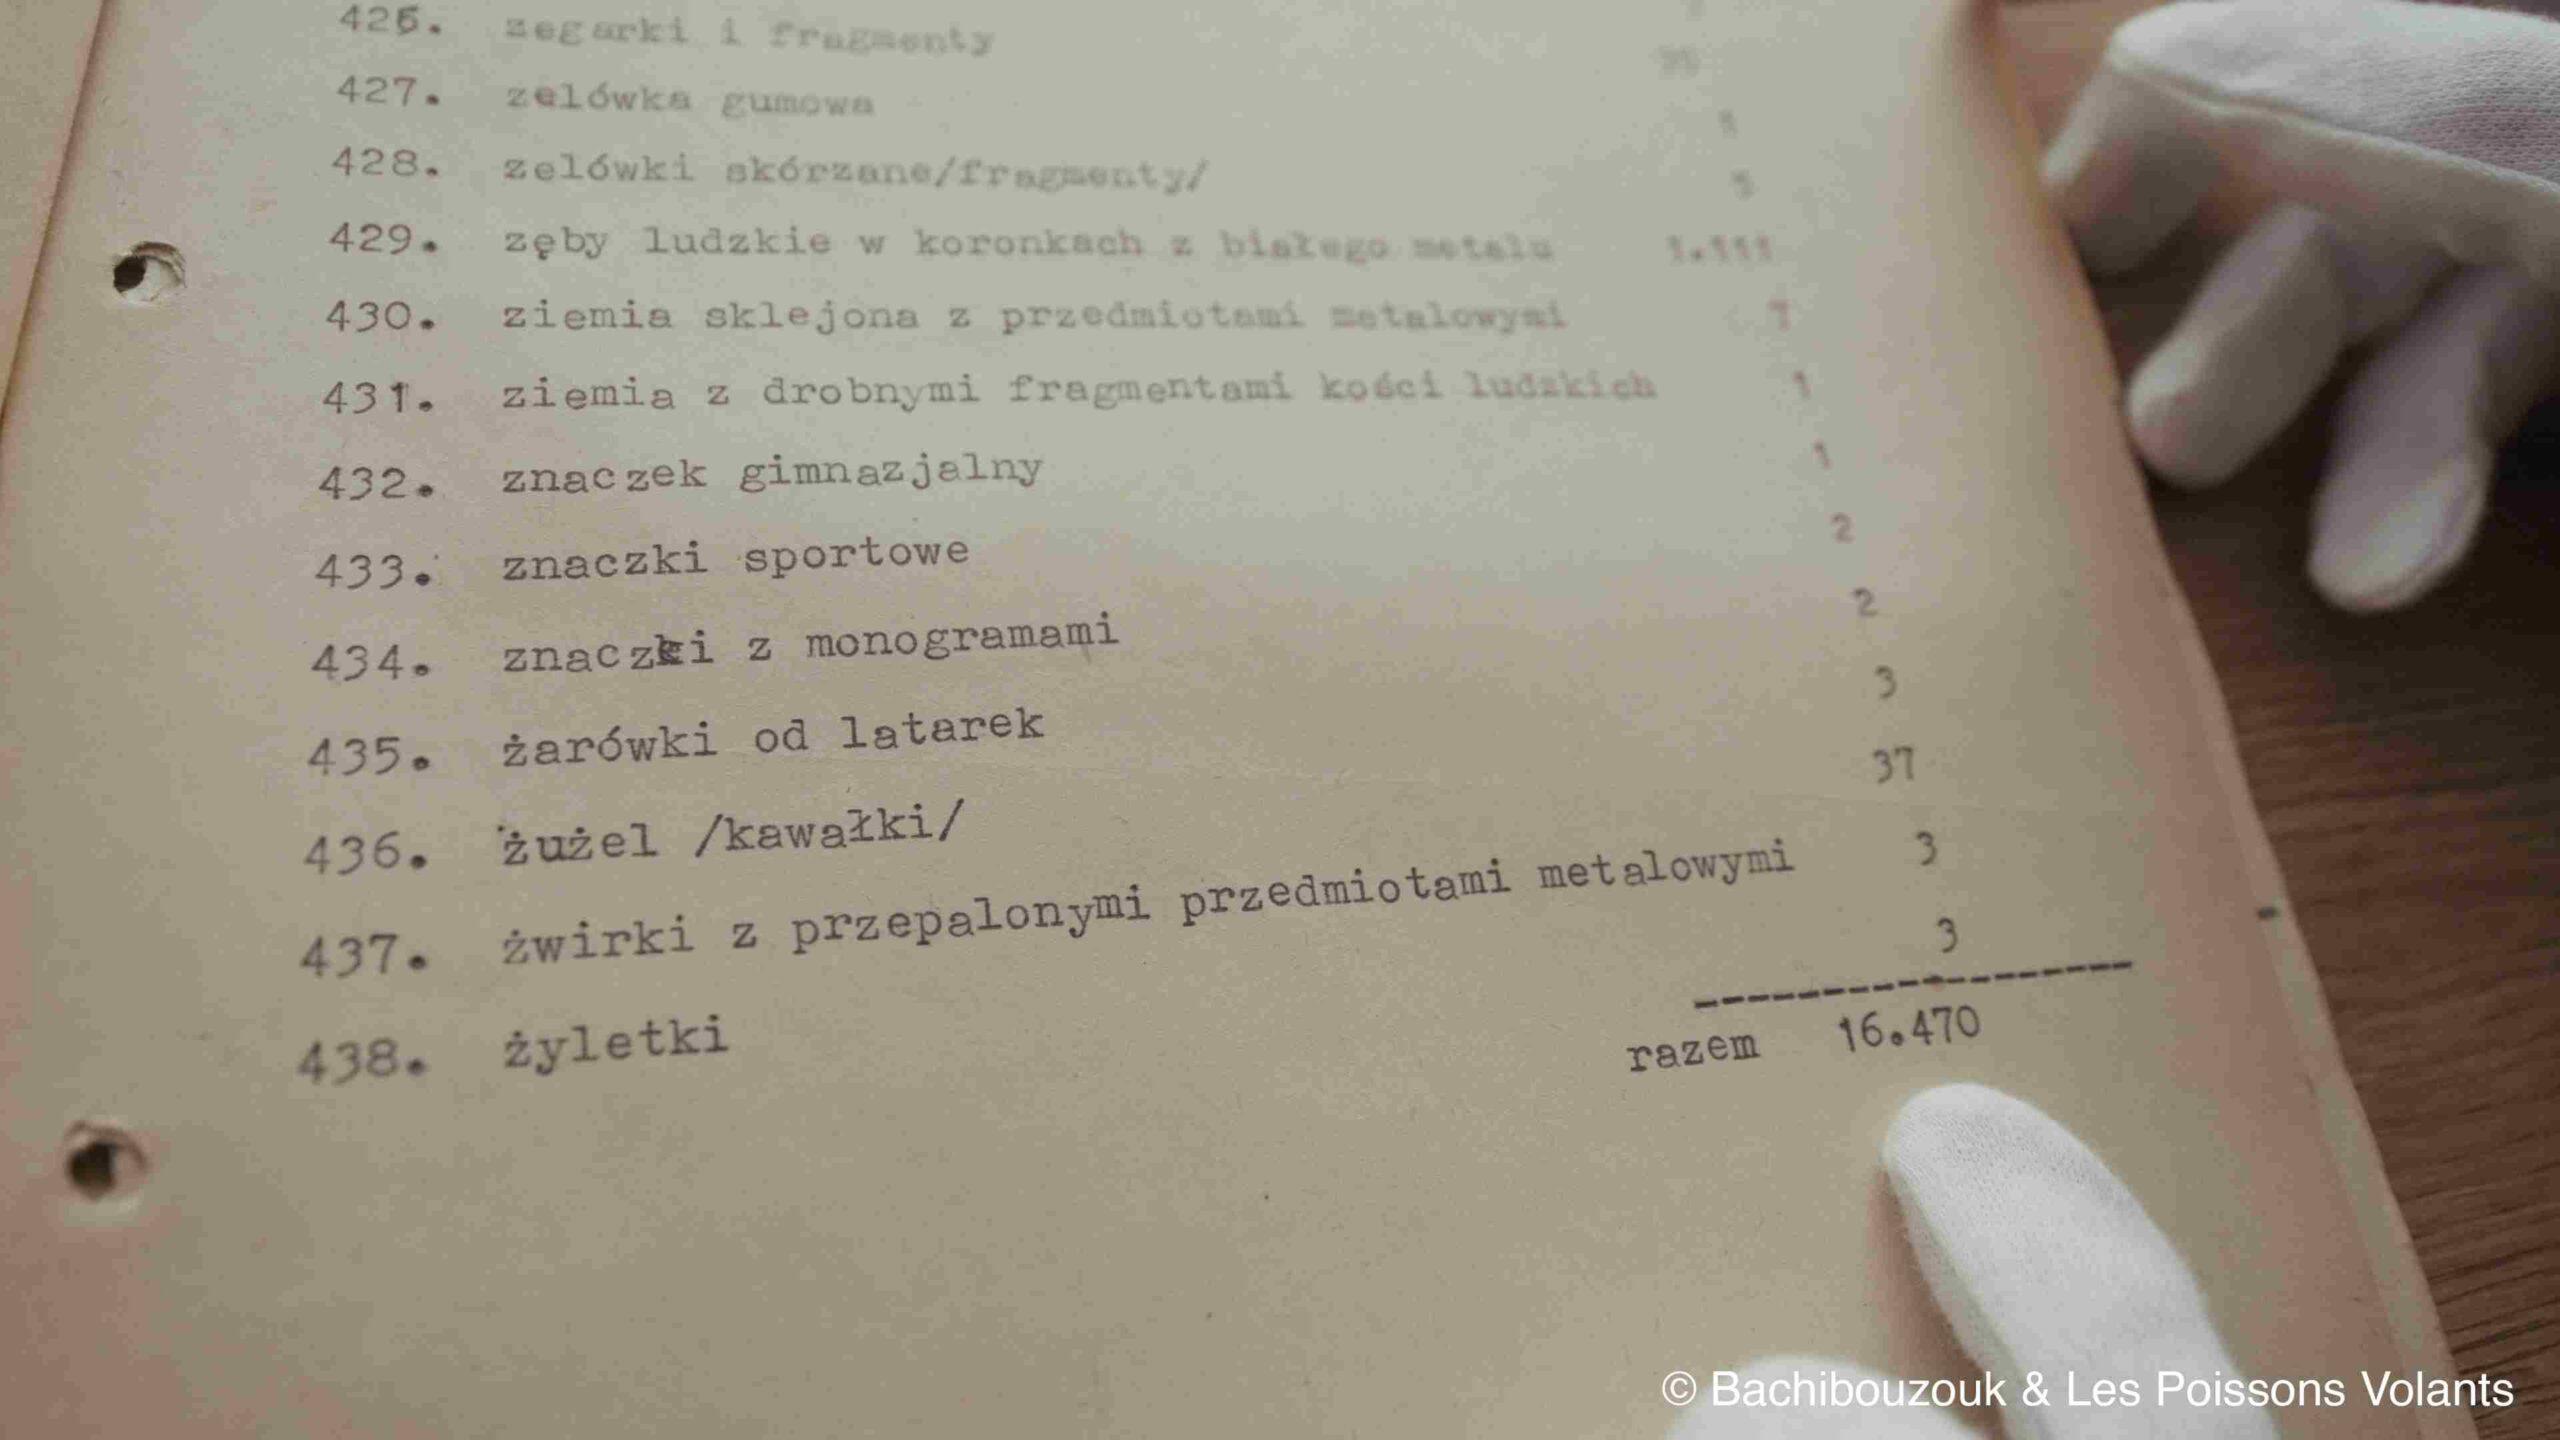 426. zegarki i fragmenty
427. zelówka gumowa 1
428. zelówki skórzane/fragmenty/ 5
429. zęby ludzkie w koronkach z białego metalu 1.111
430. ziemia sklejona z przedmiotami metalowymi
431. ziemia z drobnymi fragmentami kości ludzkich 1
432. znaczek gimnazjalny 1
433. znaczki sportowe 2
434. znaczki z monogramami 2
435. żarówki od latarek 3
436. żużel /kawałki/ 37
437. żwirki z przepalonymi przedmiotami metalowymi 3
438. żyletki 3
razem 16.470
© Bachibouzouk & Les Poissons Volants